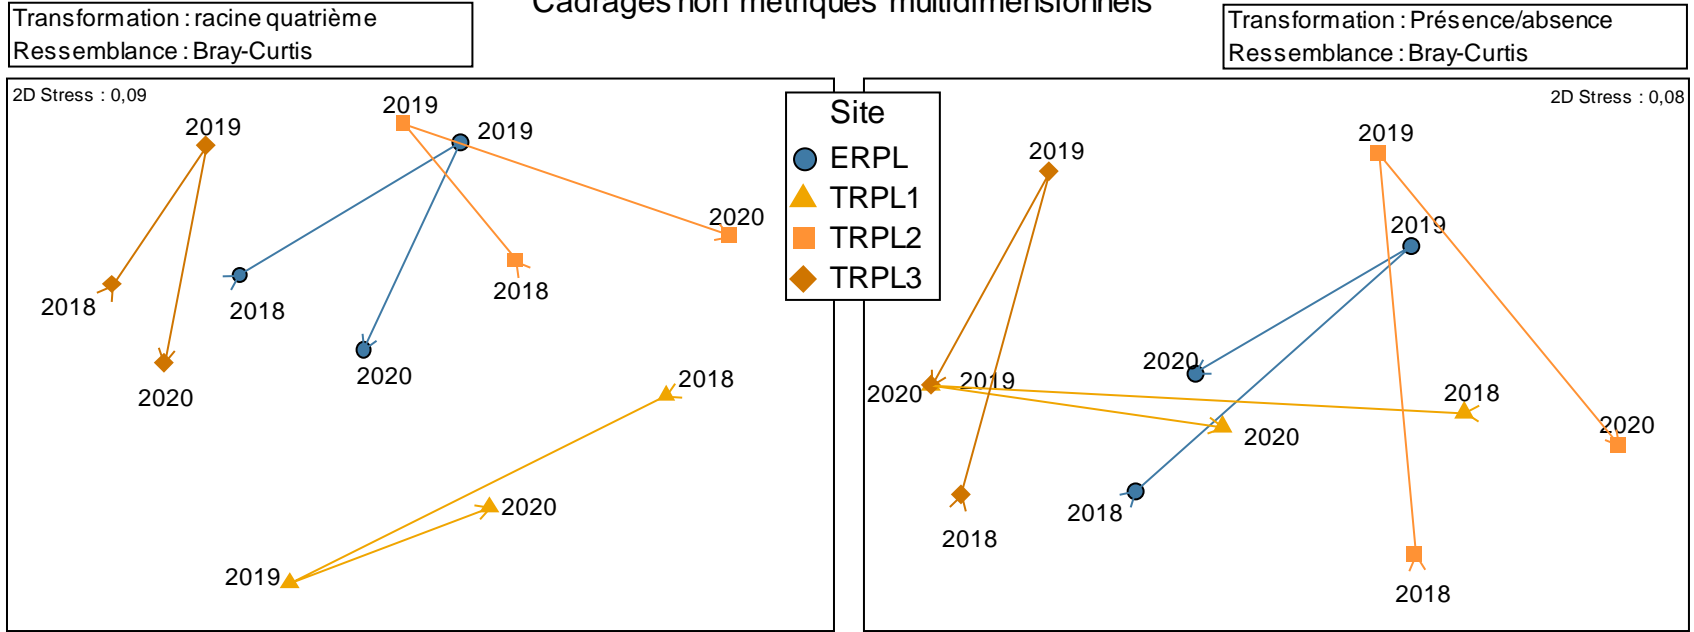 Cadrages non métriques multidimensionnels
Transformation : racine quatrième
Ressemblance : Bray-Curtis
Transformation : Présence/absence
Ressemblance : Bray-Curtis
2D Stress : 0,09
2019
2019
2019
2020
2018
2018
2018
2020
2020
2018
2020
2019
Site
ERPL
TRPL1
TRPL2
TRPL3
2D Stress : 0,08
2019
2019
2019
2020
2019
2020
2018
2020
2020
2018
2018
2018